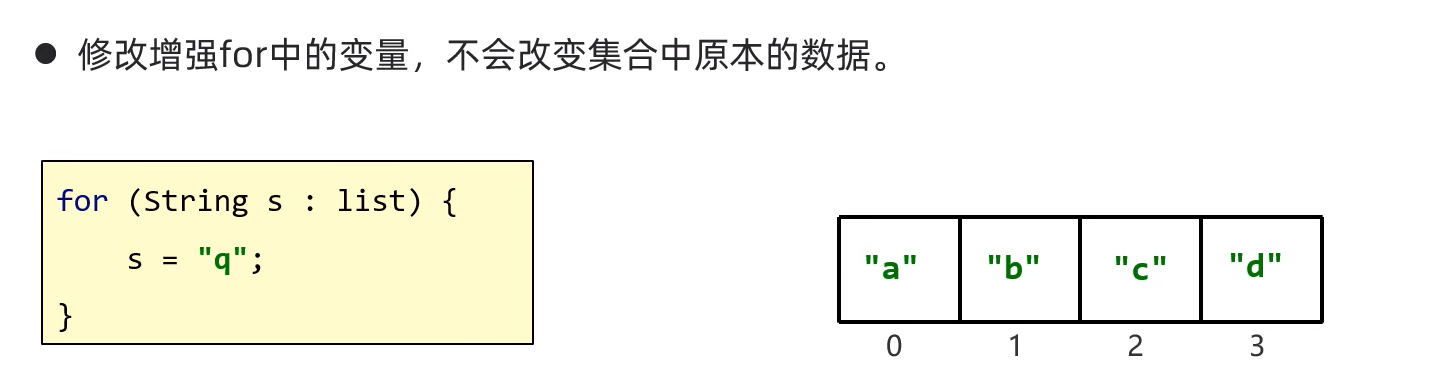 ● 修改增强for中的变量，不会改变集合中原本的数据。
for (String s : list) {
    s = "q";
}
"a" "b" "c" "d"
0 1 2 3